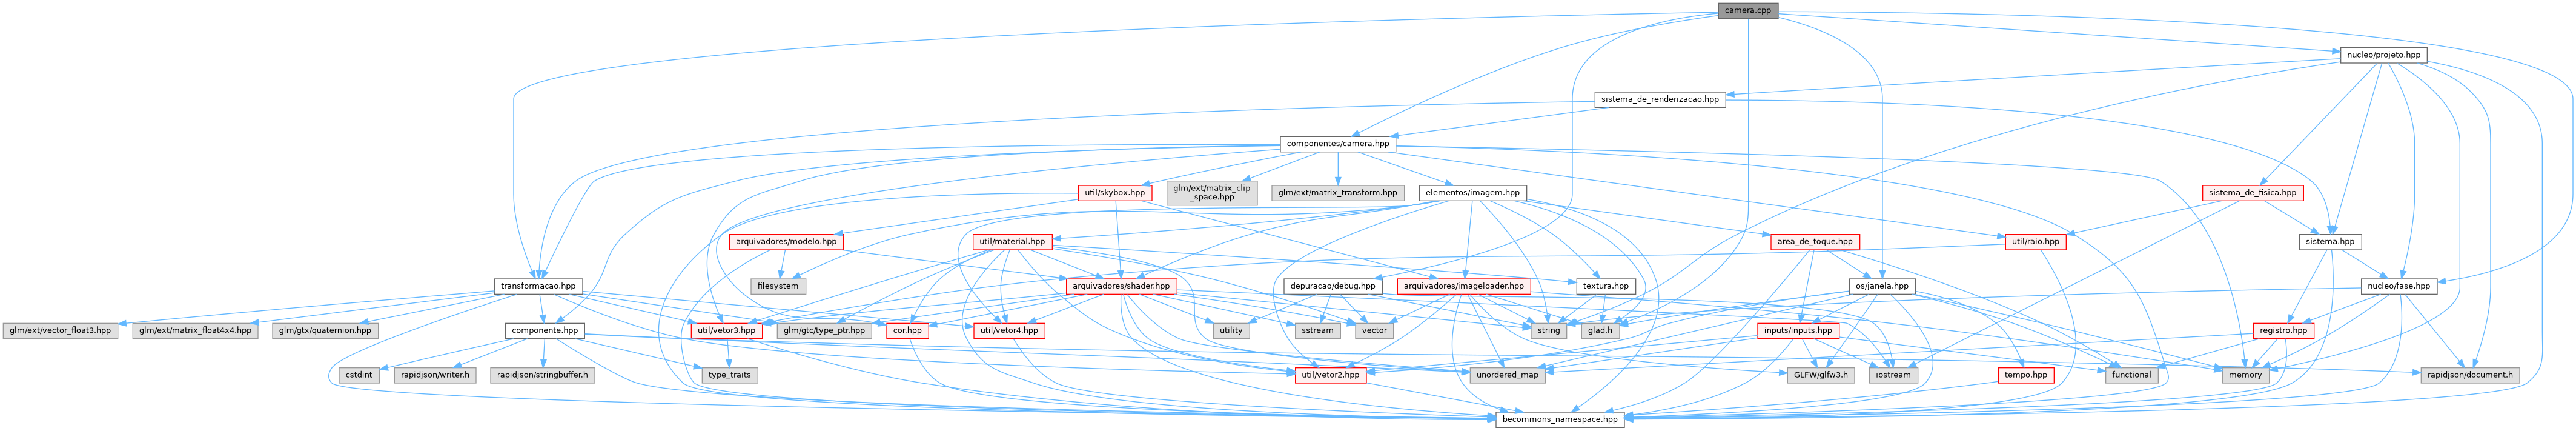 camera.cpp
nucleo/projeto.hpp
sistema_de_renderizacao.hpp
componentes/camera.hpp
util/skybox.hpp
glm/ext/matrix_clip
_space.hpp
glm/ext/matrix_transform.hpp
elementos/imagem.hpp
sistema_de_fisica.hpp
arquivadores/modelo.hpp
util/material.hpp
area_de_toque.hpp
util/raio.hpp
sistema.hpp
transformacao.hpp
filesystem
arquivadores/shader.hpp
depuracao/debug.hpp
arquivadores/imageloader.hpp
textura.hpp
os/janela.hpp
nucleo/fase.hpp
glm/ext/vector_float3.hpp
glm/ext/matrix_float4x4.hpp
glm/gtx/quaternion.hpp
componente.hpp
util/vetor3.hpp
glm/gtc/type_ptr.hpp
cor.hpp
util/vetor4.hpp
utility
sstream
vector
string
glad.h
inputs/inputs.hpp
registro.hpp
cstdint
rapidjson/writer.h
rapidjson/stringbuffer.h
type_traits
util/vetor2.hpp
unordered_map
GLFW/glfw3.h
iostream
tempo.hpp
functional
memory
rapidjson/document.h
becommons_namespace.hpp